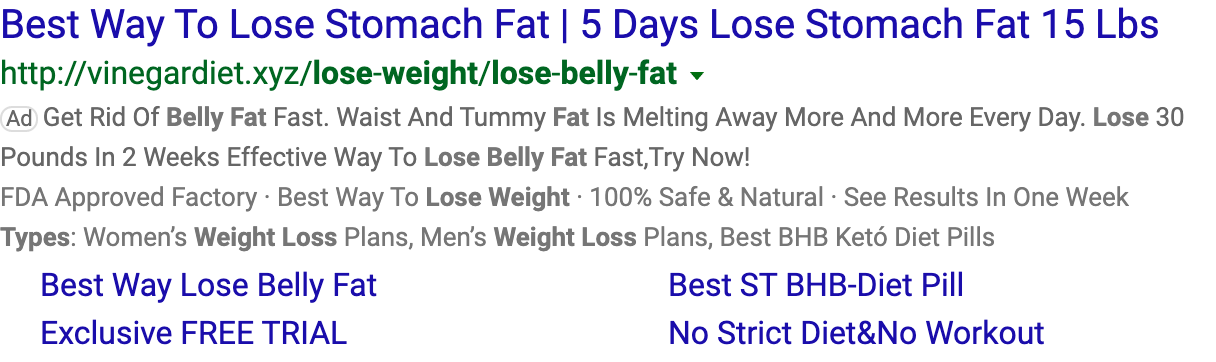 Best Way To Lose Stomach Fat | 5 Days Lose Stomach Fat 15 Lbs
http://vinegardiet.xyz/lose-weight/lose-belly-fat
Ad Get Rid Of Belly Fat Fast. Waist And Tummy Fat Is Melting Away More And More Every Day. Lose 30
Pounds In 2 Weeks Effective Way To Lose Belly Fat Fast,Try Now!
FDA Approved Factory · Best Way To Lose Weight · 100% Safe & Natural · See Results In One Week
Types: Women’s Weight Loss Plans, Men’s Weight Loss Plans, Best BHB Ketó Diet Pills
Best Way Lose Belly Fat Best ST BHB-Diet Pill
Exclusive FREE TRIAL No Strict Diet&No Workout